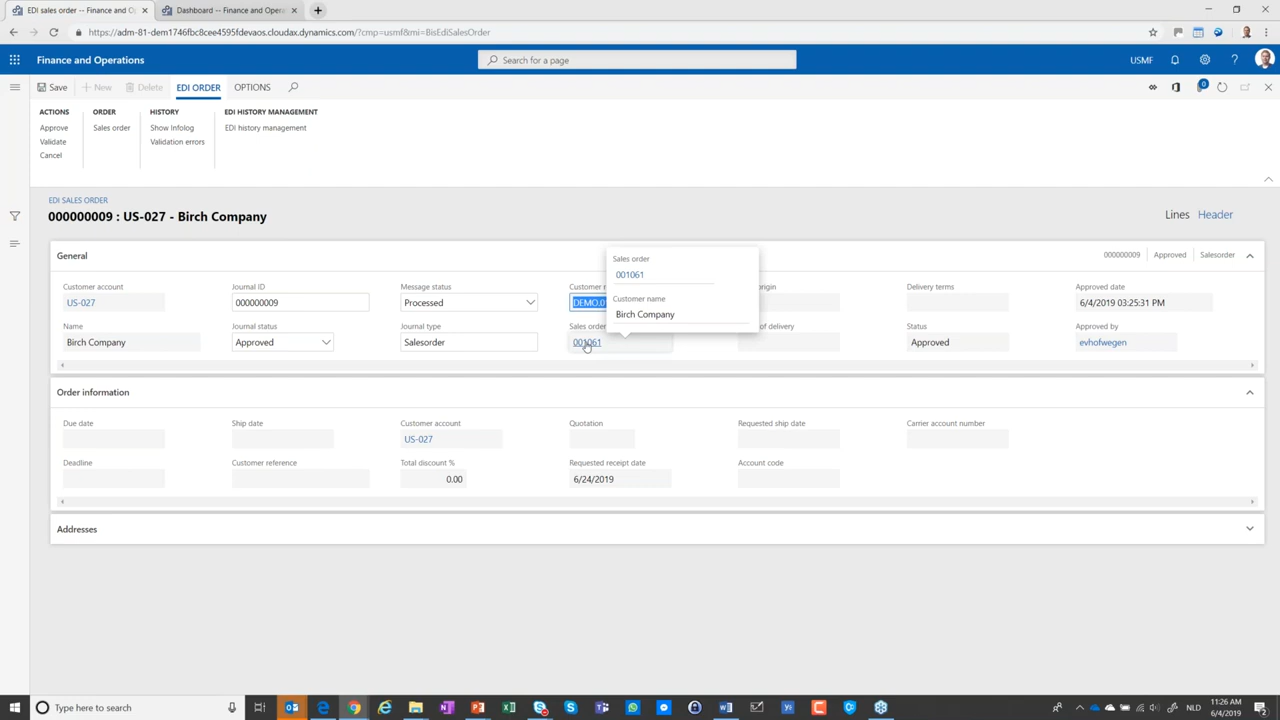 EDI sales order -- Finance and O
Dashboard -- Finance and Opera
https://adm-81-dem1746fbc8cee4595fdevaos.cloudax.dynamics.com/?cmp=usmf&mi=BisEdiSalesOrder
Finance and Operations
Search for a page
USMF
Save
New
Delete
EDI ORDER
OPTIONS
0
ACTIONS
Approve
Validate
Cancel
ORDER
Sales order
HISTORY
Show Infolog
Validation errors
EDI HISTORY MANAGEMENT
EDI history management
EDI SALES ORDER
000000009 : US-027 - Birch Company
Lines Header
General
000000009 Approved Salesorder
Customer account
US-027
Journal ID
000000009
Message status
Processed
Customer
DEMO.0
Delivery terms
Approved date
6/4/2019 03:25:31 PM
Name
Birch Company
Journal status
Approved
Journal type
Salesorder
Sales order
001061
of delivery
Status
Approved
Approved by
evhofwegen
Sales order
001061
Customer name
Birch Company
Order information
Due date
Ship date
Customer account
US-027
Quotation
Requested ship date
Carrier account number
Deadline
Customer reference
Total discount %
0.00
Requested receipt date
6/24/2019
Account code
Addresses
Type here to search
NLD
11:26 AM
6/4/2019
2